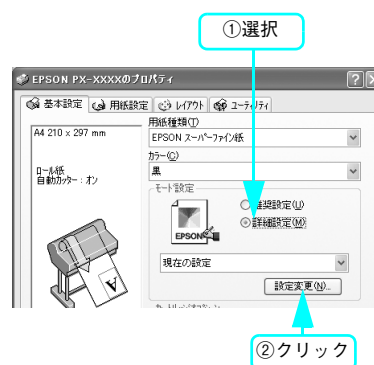 ①選択
EPSON PX-XXXXのプロパティ
基本設定 用紙設定 レイアウト ユーティリティ
A4 210 x 297 mm
ロール紙
自動カッター : オン
用紙種類(T)
EPSON スーパーファイン紙
カラー(C)
黒
モード設定
推奨設定(U)
詳細設定(M)
EPSON
現在の設定
設定変更(N)...
②クリック